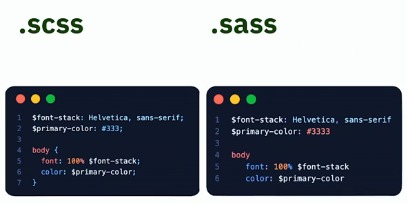 .scss
1 $font-stack: Helvetica, sans-serif;
2 $primary-color: #333;
3
4 body {
5 font: 100% $font-stack;
6 color: $primary-color;
7 }
.sass
1 $font-stack: Helvetica, sans-serif
2 $primary-color: #3333
3
4 body
5 font: 100% $font-stack
6 color: $primary-color